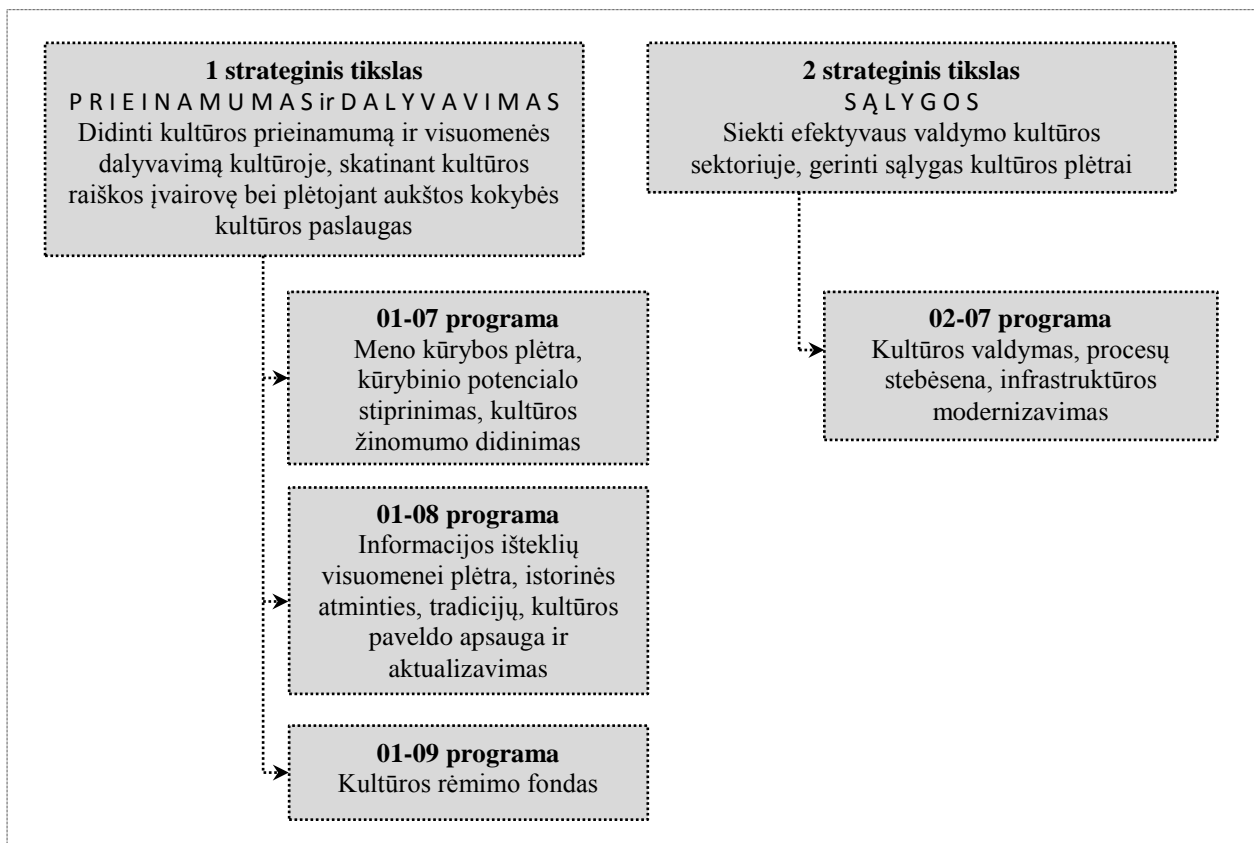 1 strateginis tikslas
P R I E I N A M U M A S ir D A L Y V A V I M A S
Didinti kultūros prieinamumą ir visuomenės
dalyvavimą kultūroje, skatinant kultūros
raiškos įvairovę bei plėtojant aukštos kokybės
kultūros paslaugas
2 strateginis tikslas
S Ą L Y G O S
Siekti efektyvaus valdymo kultūros
sektoriuje, gerinti sąlygas kultūros plėtrai
01-07 programa
Meno kūrybos plėtra,
kūrybinio potencialo
stiprinimas, kultūros
žinomumo didinimas
02-07 programa
Kultūros valdymas, procesų
stebėsena, infrastruktūros
modernizavimas
01-08 programa
Informacijos išteklių
visuomenei plėtra, istorinės
atminties, tradicijų, kultūros
paveldo apsauga ir
aktualizavimas
01-09 programa
Kultūros rėmimo fondas